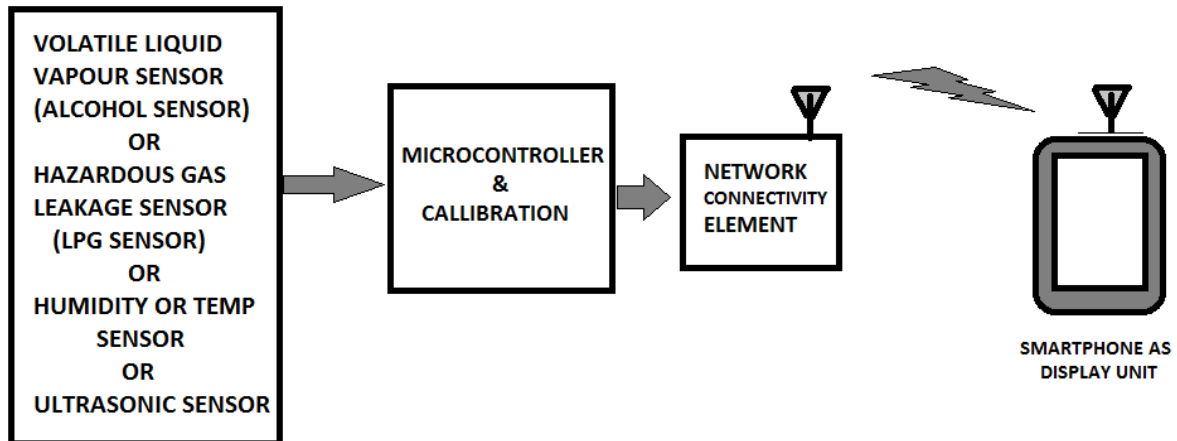 VOLATILE LIQUID
VAPOUR SENSOR
(ALCOHOL SENSOR)
OR
HAZARDOUS GAS
LEAKAGE SENSOR
(LPG SENSOR)
OR
HUMIDITY OR TEMP
SENSOR
OR
ULTRASONIC SENSOR
MICROCONTROLLER
&
CALLIBRATION
NETWORK
CONNECTIVITY
ELEMENT
SMARTPHONE AS
DISPLAY UNIT